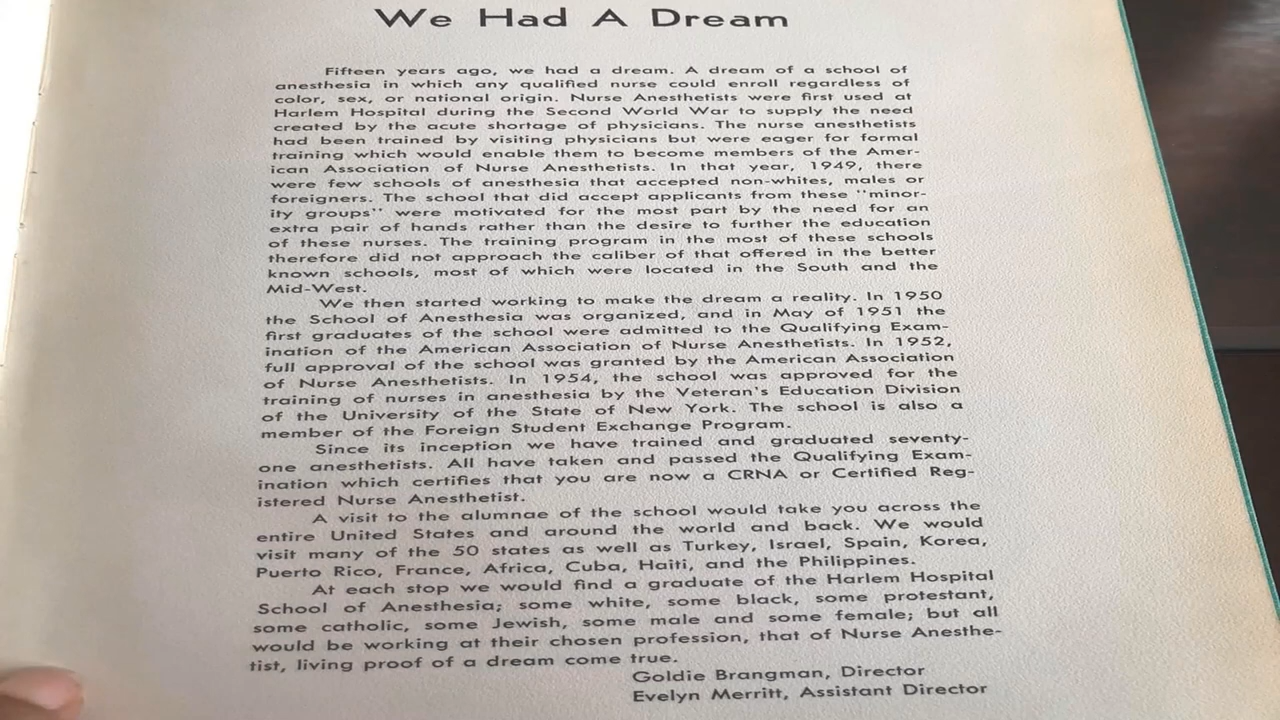 We Had A Dream
Fifteen years ago, we had a dream. A dream of a school of
anesthesia in which any qualified nurse could enroll regardless of
color, sex, or national origin. Nurse Anesthetists were first used at
Harlem Hospital during the Second World War to supply the need
created by the acute shortage of physicians. The nurse anesthetists
had been trained by visiting physicians but were eager for formal
training which would enable them to become members of the Amer-
ican Association of Nurse Anesthetists. In that year, 1949, there
were few schools of anesthesia that accepted non-whites, males or
foreigners. The school that did accept applicants from these "minor-
ity groups" were motivated for the most part by the need for an
extra pair of hands rather than the desire to further the education
of these nurses. The training program in the most of these schools
therefore did not approach the caliber of that offered in the better
known schools, most of which were located in the South and the
Mid-West.
We then started working to make the dream a reality. In 1950
the School of Anesthesia was organized, and in May of 1951 the
first graduates of the school were admitted to the Qualifying Exam-
ination of the American Association of Nurse Anesthetists. In 1952,
full approval of the school was granted by the American Association
of Nurse Anesthetists. In 1954, the school was approved for the
training of nurses in anesthesia by the Veteran's Education Division
of the University of the State of New York. The school is also a
member of the Foreign Student Exchange Program.
Since its inception we have trained and graduated seventy-
one anesthetists. All have taken and passed the Qualifying Exam-
ination which certifies that you are now a CRNA or Certified Reg-
istered Nurse Anesthetist.
A visit to the alumnae of the school would take you across the
entire United States and around the world and back. We would
visit many of the 50 states as well as Turkey, Israel, Spain, Korea,
Puerto Rico, France, Africa, Cuba, Haiti, and the Philippines.
At each stop we would find a graduate of the Harlem Hospital
School of Anesthesia; some white, some black, some protestant,
some catholic, some Jewish, some male and some female; but all
would be working at their chosen profession, that of Nurse Anesthe-
tist, living proof of a dream come true.
Goldie Brangman, Director
Evelyn Merritt, Assistant Director